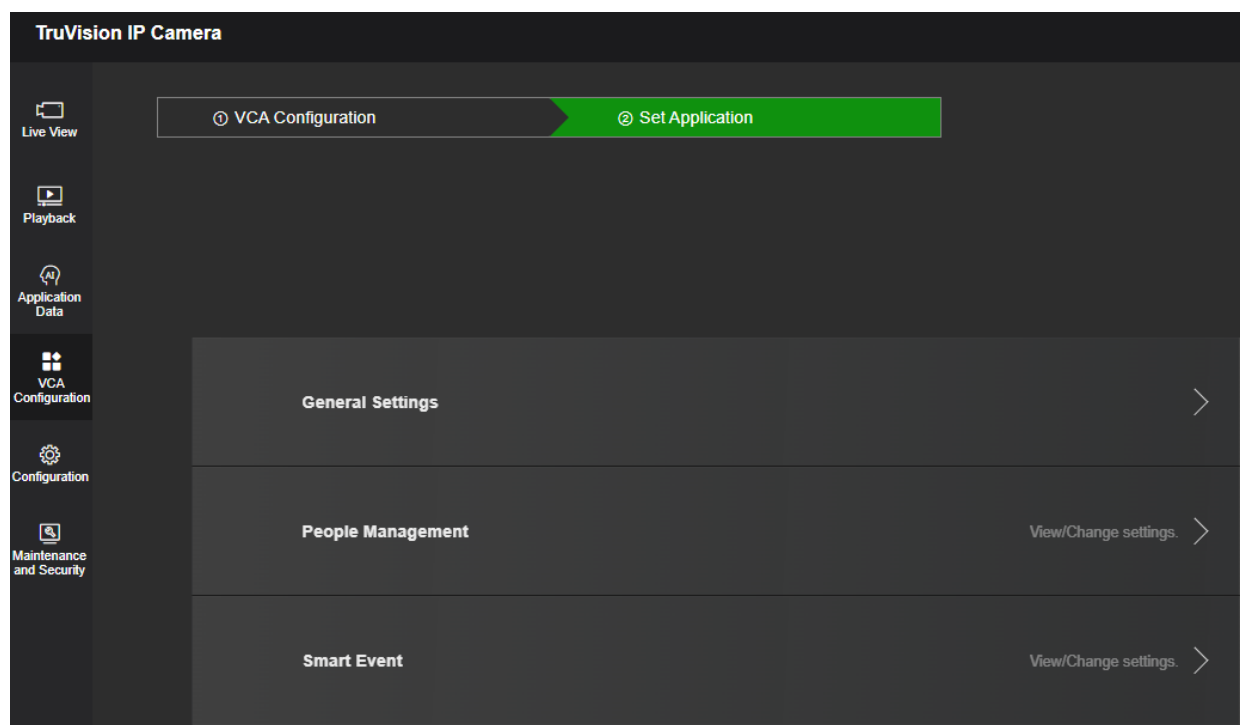 TruVision IP Camera
Live View
Playback
AI
Application
Data
VCA
Configuration
Configuration
Maintenance
and Security
① VCA Configuration
② Set Application
General Settings
People Management
View/Change settings.
Smart Event
View/Change settings.